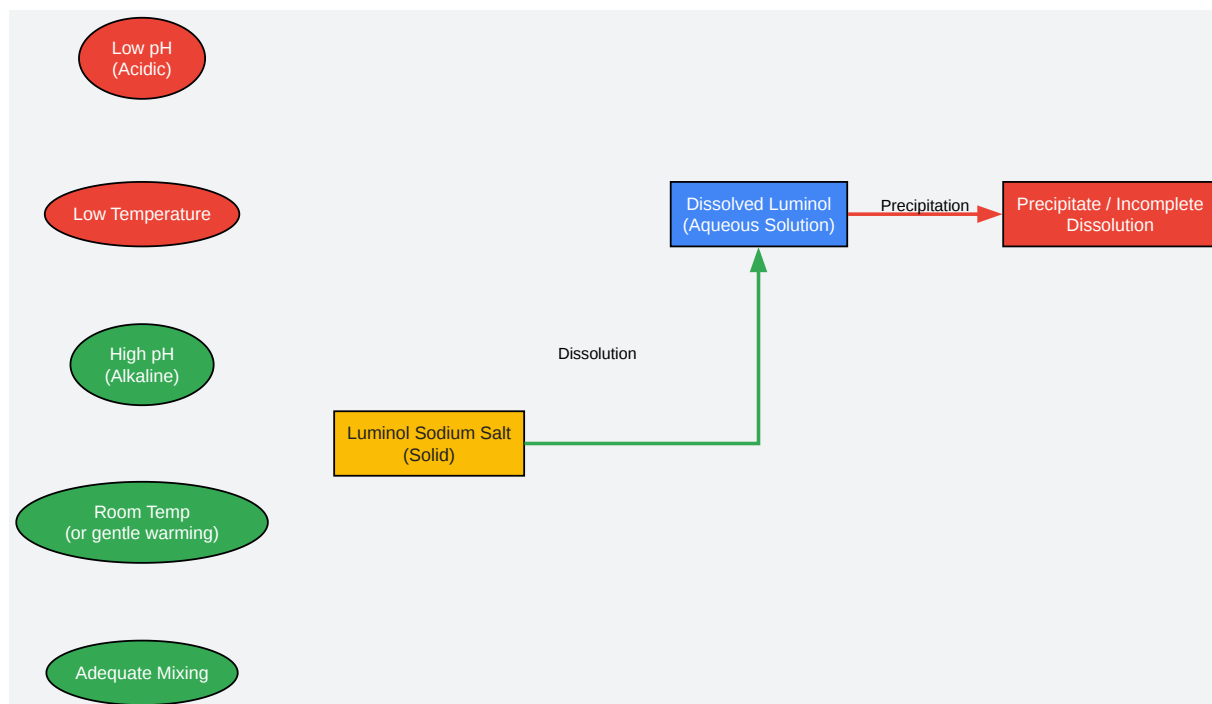 Low pH
(Acidic)
Low Temperature
Dissolved Luminol
(Aqueous Solution)
Precipitation
Precipitate / Incomplete
Dissolution
High pH
(Alkaline)
Dissolution
Luminol Sodium Salt
(Solid)
Room Temp
(or gentle warming)
Adequate Mixing